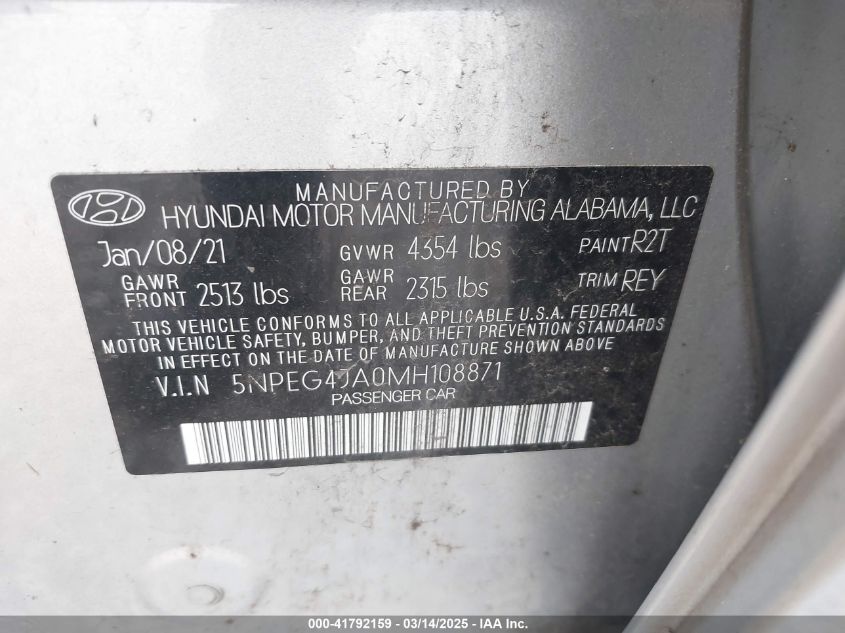 MANUFACTURED BY
HYUNDAI MOTOR MANUFACTURING ALABAMA, LLC
Jan/08/21 GVWR 4354 lbs PAINT R2T
GAWR FRONT 2513 lbs GAWR REAR 2315 lbs TRIM REY
THIS VEHICLE CONFORMS TO ALL APPLICABLE U.S.A. FEDERAL
MOTOR VEHICLE SAFETY, BUMPER, AND THEFT PREVENTION STANDARDS
IN EFFECT ON THE DATE OF MANUFACTURE SHOWN ABOVE.
V.I.N 5NPEG4JA0MH108871
PASSENGER CAR
000-41792159 - 03/14/2025 - IAA Inc.